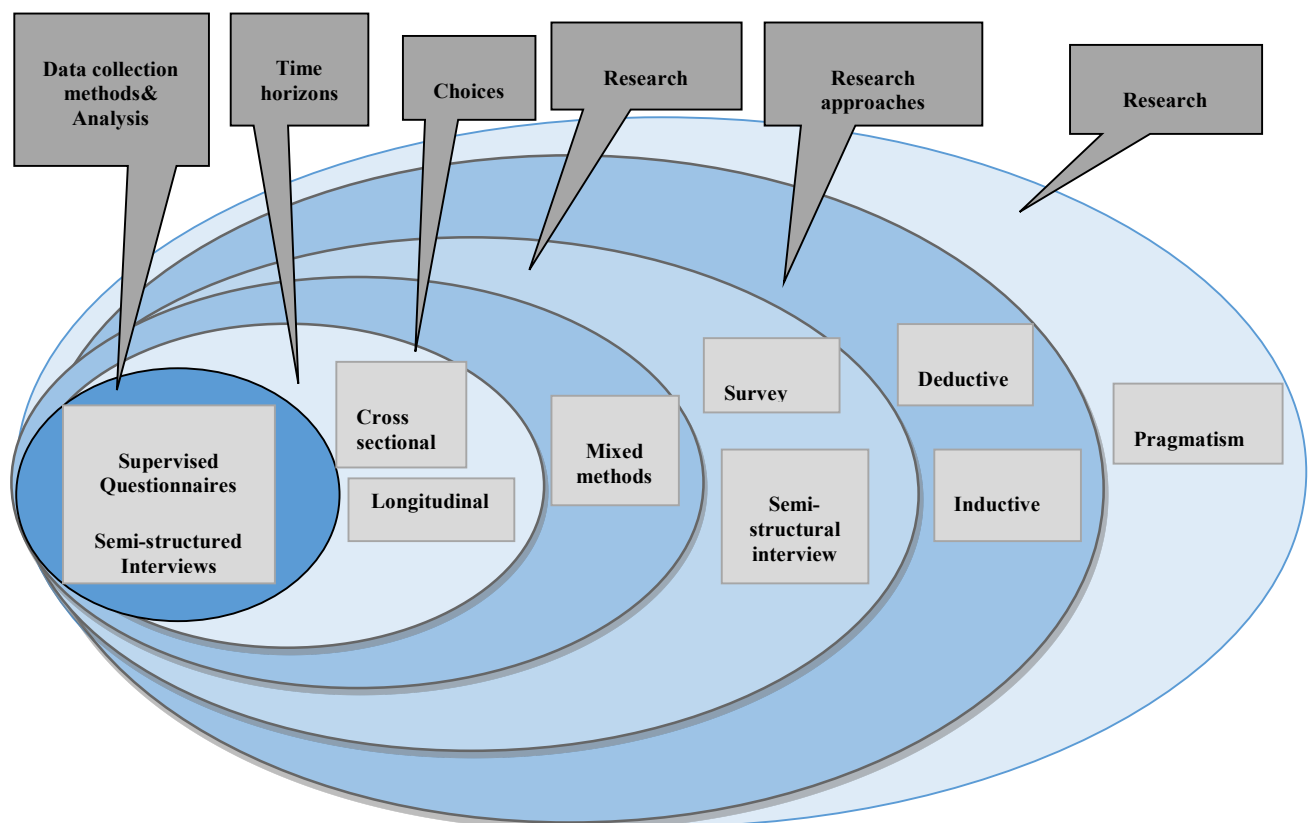 Data collection
methods&
Analysis
Time
horizons
Choices
Research
Research
approaches
Research
Supervised
Questionnaires
Semi-structured
Interviews
Cross
sectional
Longitudinal
Mixed
methods
Survey
Semi-
structural
interview
Deductive
Inductive
Pragmatism